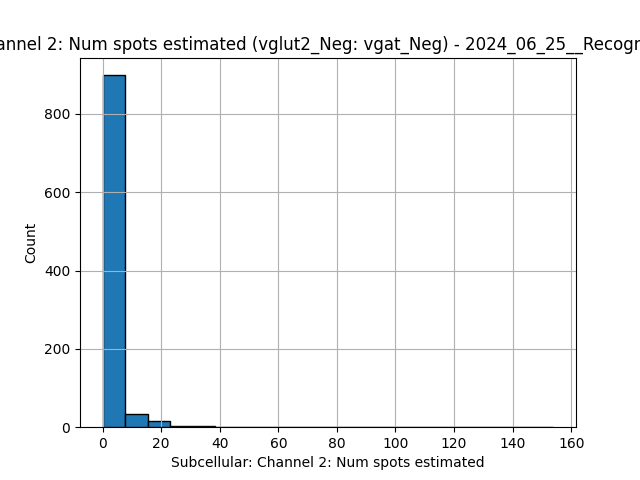 annel 2: Num spots estimated (vglut2_Neg: vgat_Neg) - 2024_06_25__Recogn
Count
800
600
400
200
0
0 20 40 60 80 100 120 140 160
Subcellular: Channel 2: Num spots estimated